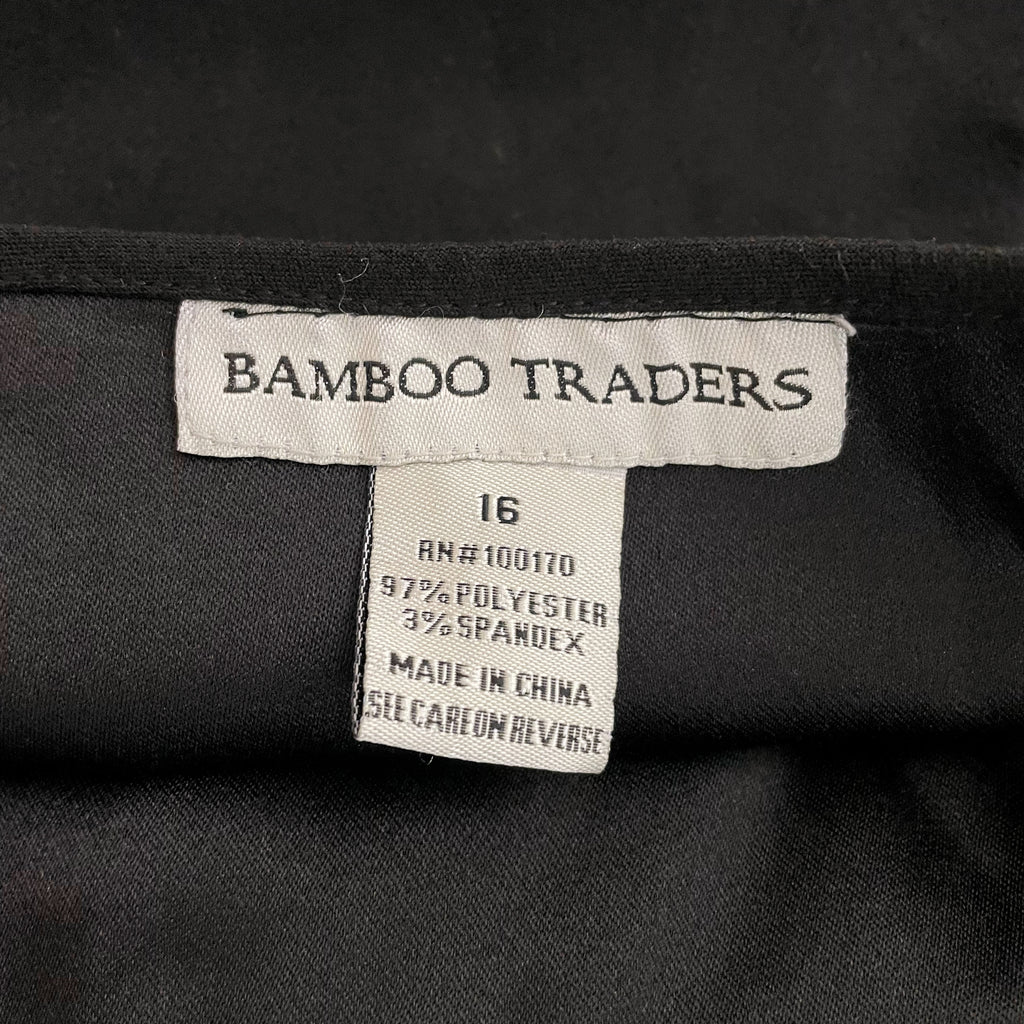 BAMBOO TRADERS
16
RN#100170
97% POLYESTER
3% SPANDEX
MADE IN CHINA
SEE CARE ON REVERSE